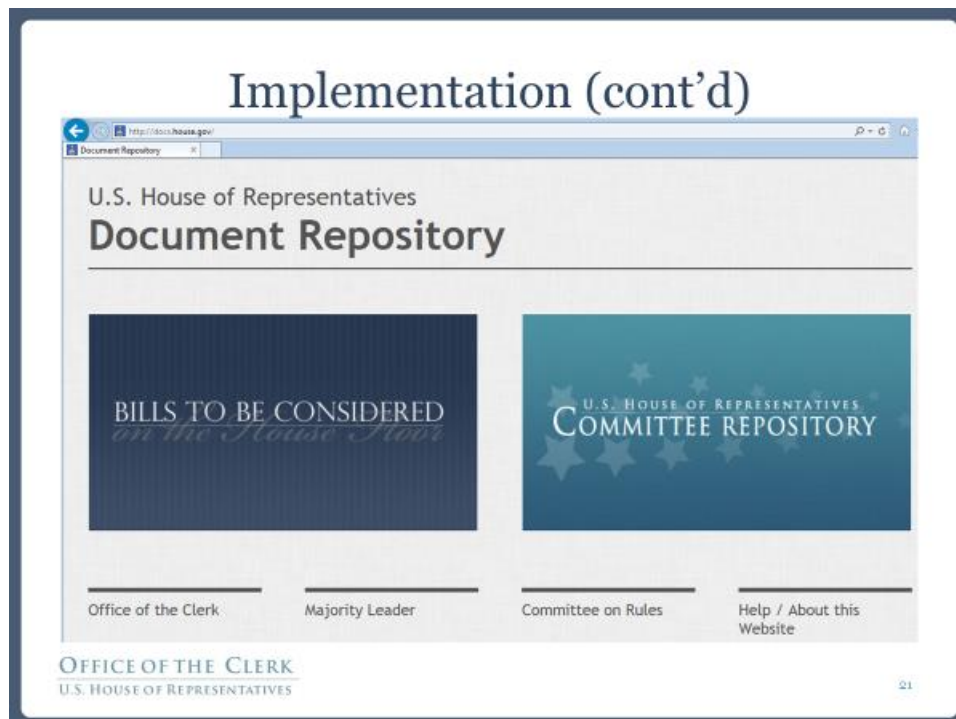 Implementation (cont’d)
http://docs.house.gov/
Document Repository X
U.S. House of Representatives
Document Repository
BILLS TO BE CONSIDERED
on the House Floor
U.S. HOUSE OF REPRESENTATIVES
COMMITTEE REPOSITORY
Office of the Clerk
Majority Leader
Committee on Rules
Help / About this
Website
OFFICE OF THE CLERK
U.S. HOUSE OF REPRESENTATIVES
21